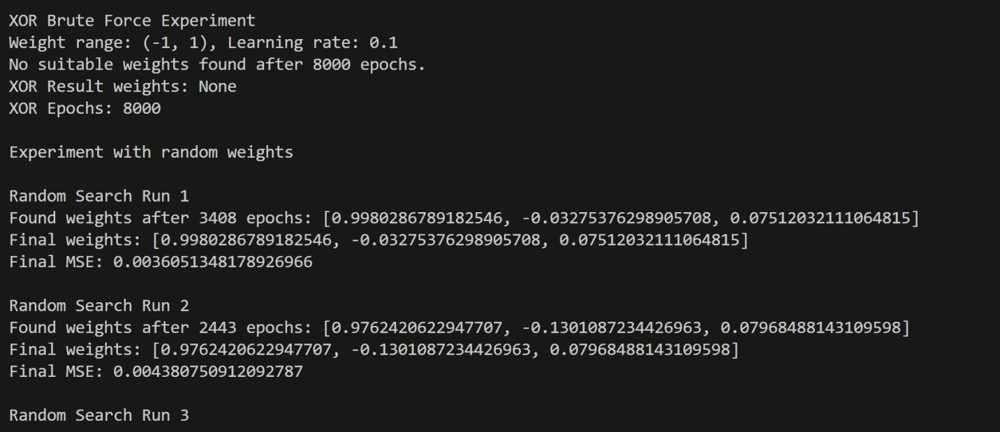 XOR Brute Force Experiment
Weight range: (-1, 1), Learning rate: 0.1
No suitable weights found after 8000 epochs.
XOR Result weights: None
XOR Epochs: 8000
Experiment with random weights
Random Search Run 1
Found weights after 3408 epochs: [0.9980286789182546, -0.03275376298905708, 0.07512032111064815]
Final weights: [0.9980286789182546, -0.03275376298905708, 0.07512032111064815]
Final MSE: 0.0036051348178926966
Random Search Run 2
Found weights after 2443 epochs: [0.9762420622947707, -0.1301087234426963, 0.07968488143109598]
Final weights: [0.9762420622947707, -0.1301087234426963, 0.07968488143109598]
Final MSE: 0.004380750912092787
Random Search Run 3